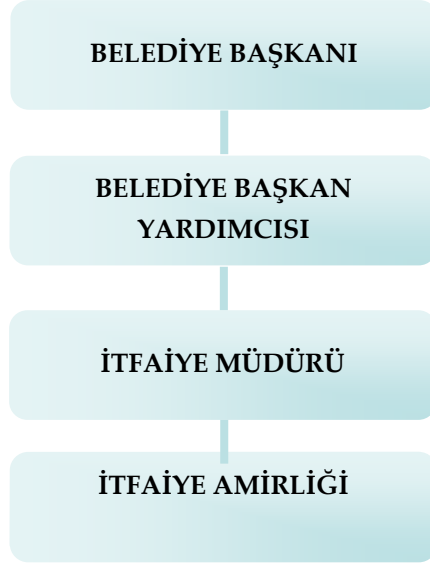 BELEDİYE BAŞKANI
BELEDİYE BAŞKAN
YARDIMCISI
İTFAİYE MÜDÜRÜ
İTFAİYE AMİRLİĞİ